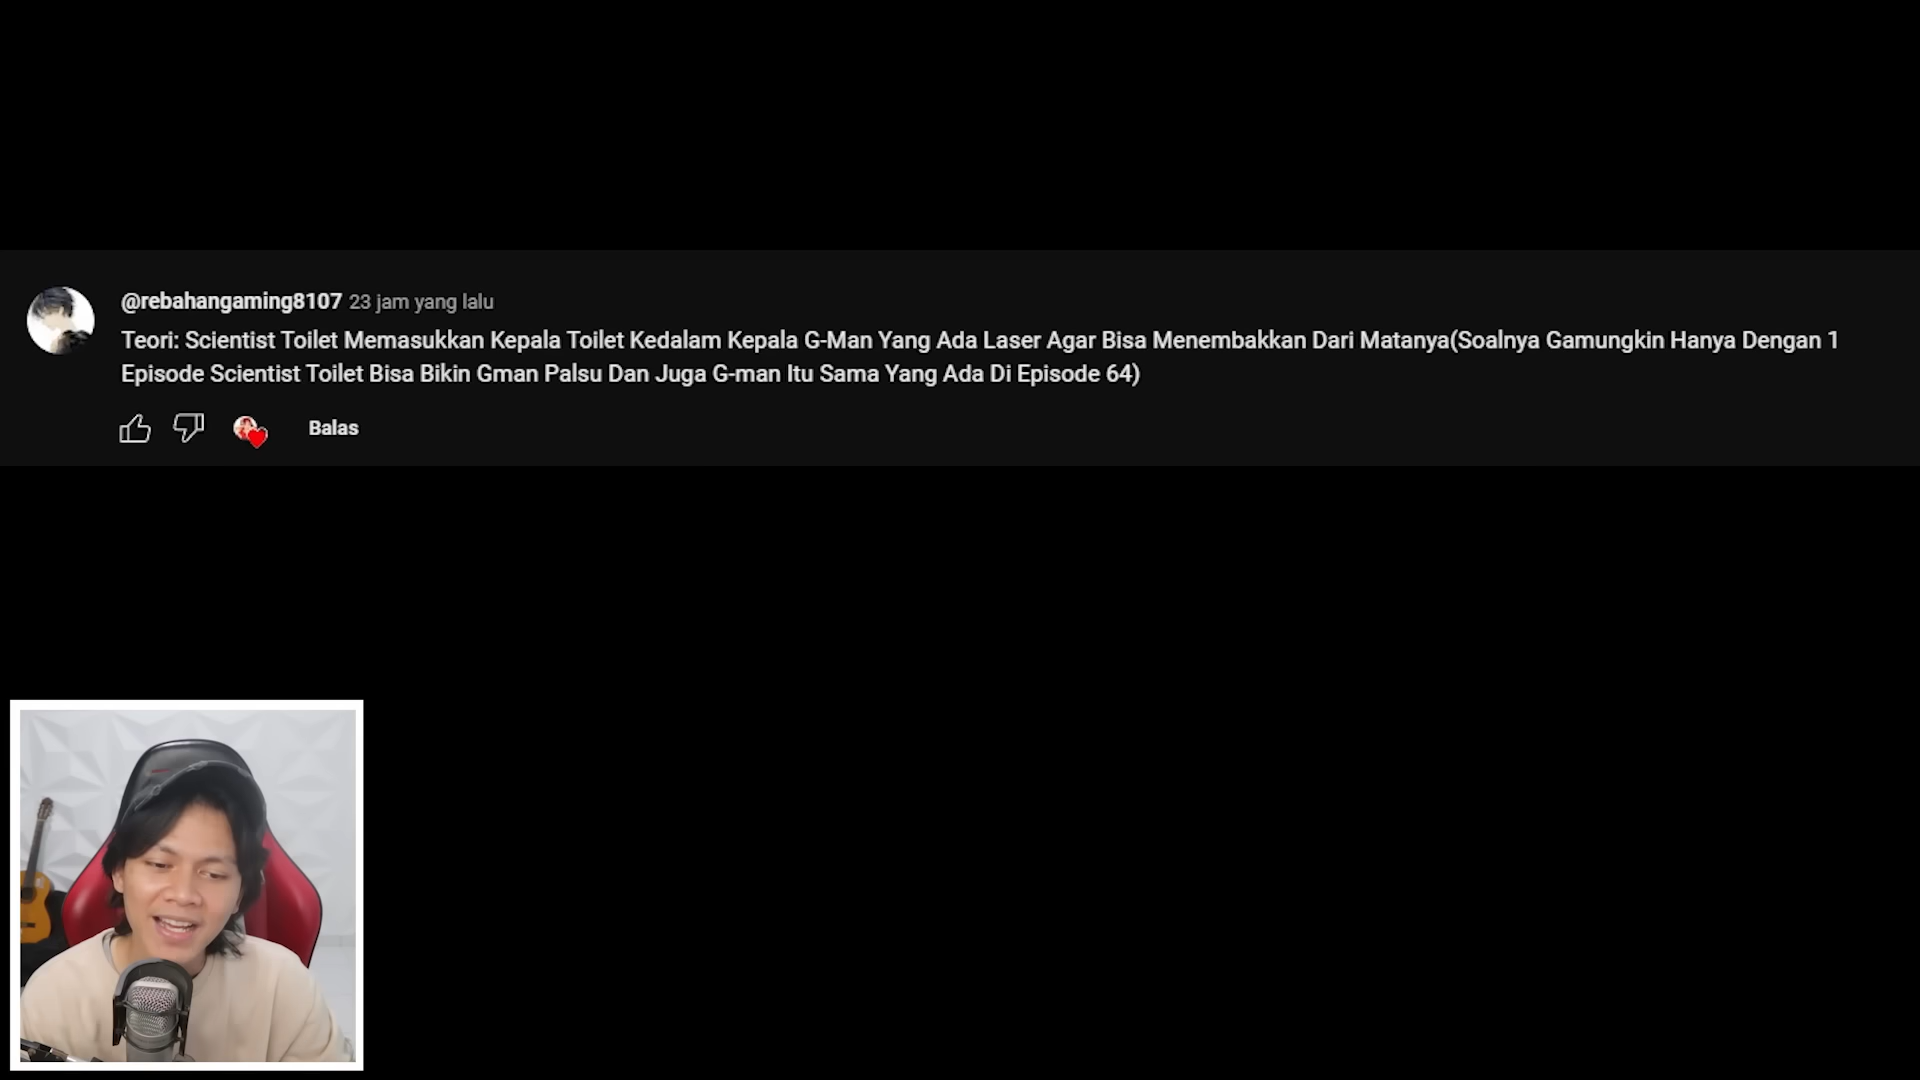 @rebahangaming8107 23 jam yang lalu
Teori: Scientist Toilet Memasukkan Kepala Toilet Kedalam Kepala G-Man Yang Ada Laser Agar Bisa Menembakkan Dari Matanya(Soalnya Gamungkin Hanya Dengan 1
Episode Scientist Toilet Bisa Bikin Gman Palsu Dan Juga G-man Itu Sama Yang Ada Di Episode 64)
Balas